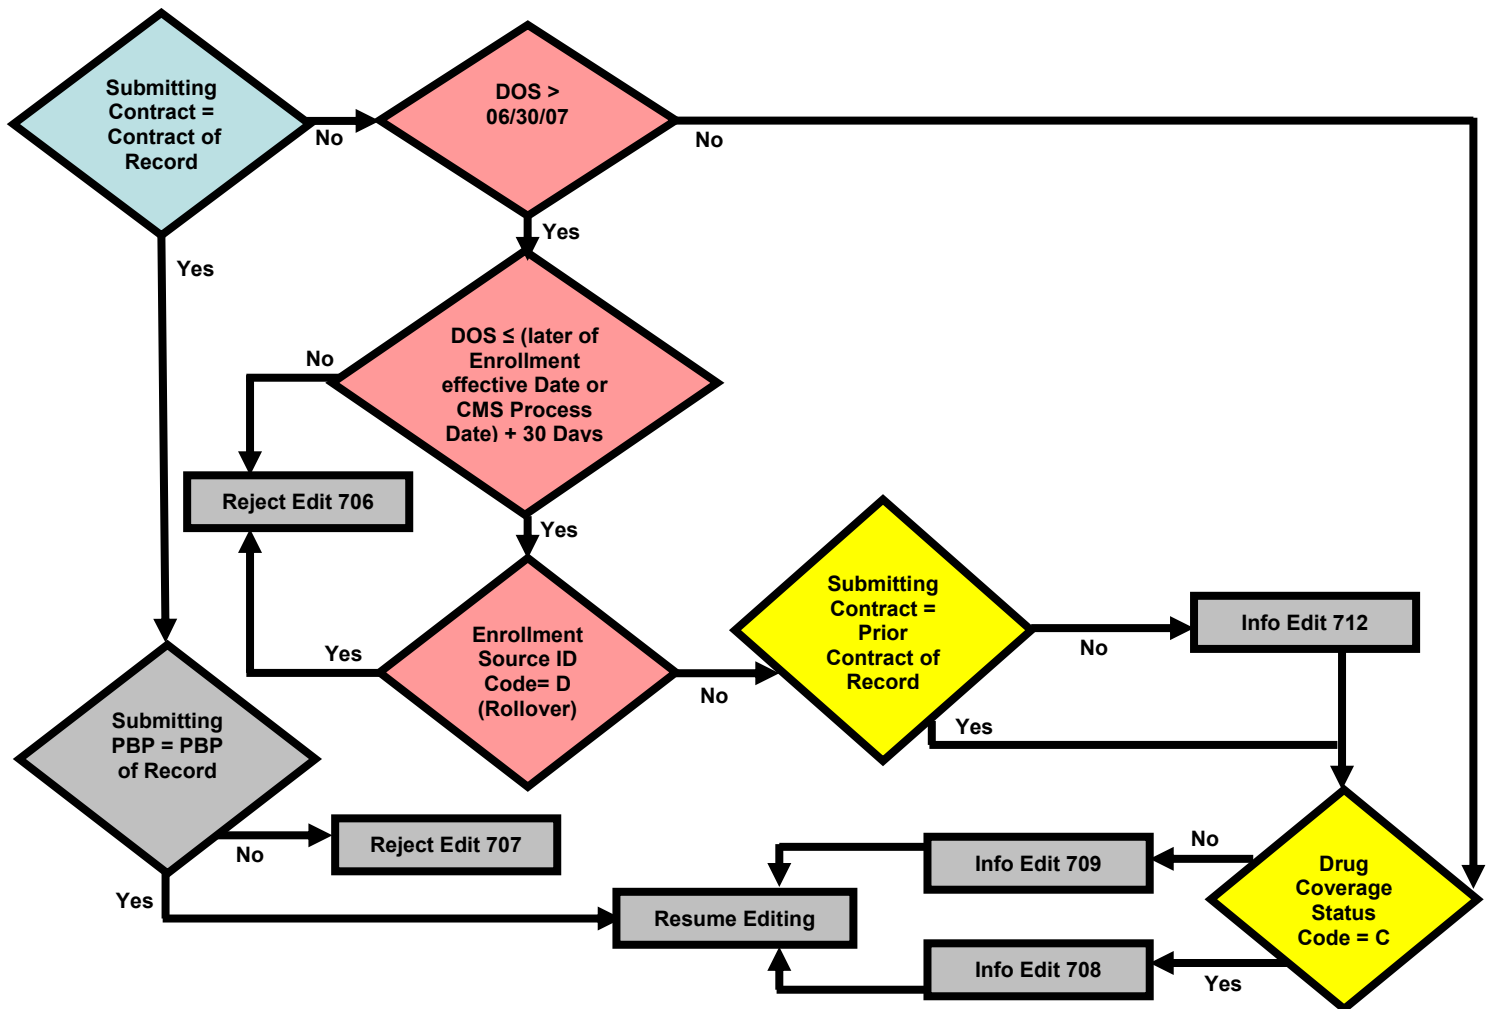 Submitting
Contract =
Contract of
Record
No
DOS >
06/30/07
No
Yes
Yes
DOS ≤ (later of
Enrollment
effective Date or
CMS Process
Date) + 30 Days
No
Reject Edit 706
Yes
Enrollment
Source ID
Code= D
(Rollover)
Yes
No
Submitting
Contract =
Prior
Contract of
Record
No
Info Edit 712
Yes
Submitting
PBP = PBP
of Record
No
Reject Edit 707
Yes
Drug
Coverage
Status
Code = C
No
Info Edit 709
Resume Editing
Info Edit 708
Yes